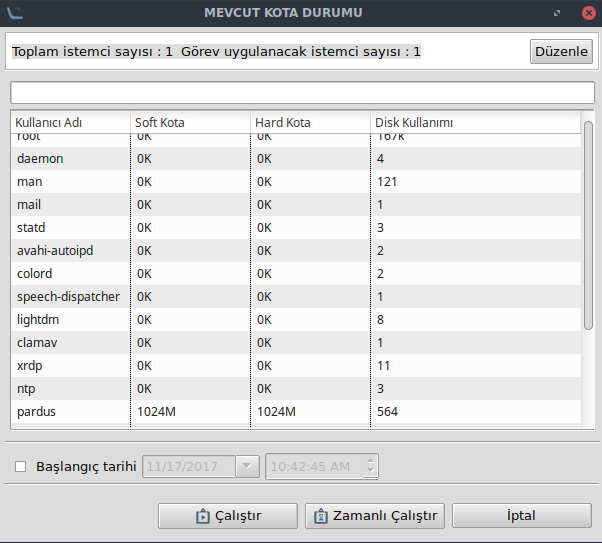 MEVCUT KOTA DURUMU
Toplam istemci sayısı : 1 Görev uygulanacak istemci sayısı : 1
Düzenle
Kullanıcı Adı Soft Kota Hard Kota Disk Kullanımı
root 0K 0K 167k
daemon 0K 0K 4
man 0K 0K 121
mail 0K 0K 1
statd 0K 0K 3
avahi-autoipd 0K 0K 2
colord 0K 0K 2
speech-dispatcher 0K 0K 1
lightdm 0K 0K 8
clamav 0K 0K 1
xrdp 0K 0K 11
ntp 0K 0K 3
pardus 1024M 1024M 564
Başlangıç tarihi 11/17/2017 10:42:45 AM
Çalıştır Zamanlı Çalıştır İptal